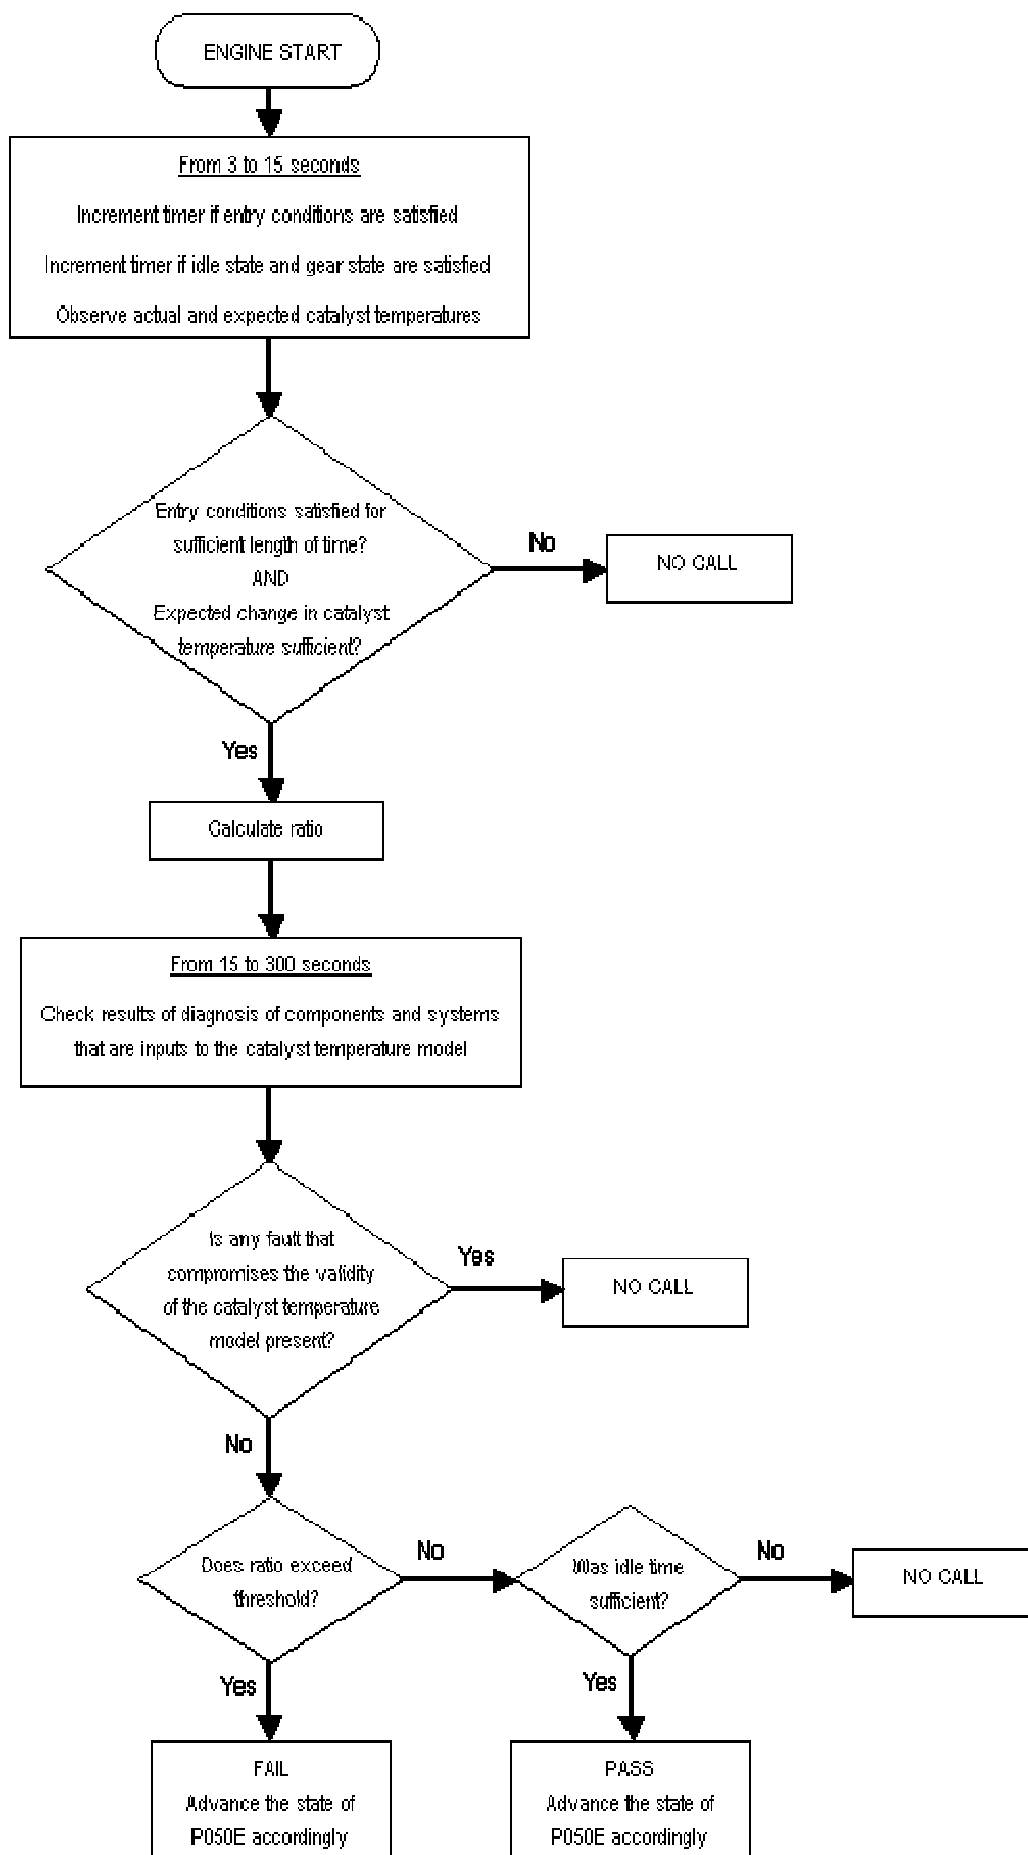 ENGINE START
From 3 to 15 seconds
Increment timer if entry conditions are satisfied
Increment timer if idle state and gear state are satisfied
Observe actual and expected catalyst temperatures
Entry conditions satisfied for
sufficient length of time?
AND
Expected change in catalyst
temperature sufficient?
No
NO CALL
Yes
Calculate ratio
From 15 to 300 seconds
Check results of diagnosis of components and systems
that are inputs to the catalyst temperature model
Is any fault that
compromises the validity
of the catalyst temperature
model present?
Yes
NO CALL
No
Does ratio exceed
threshold?
No
Was idle time
sufficient?
No
NO CALL
Yes
Yes
FAIL
Advance the state of
P050E accordingly
PASS
Advance the state of
P050E accordingly